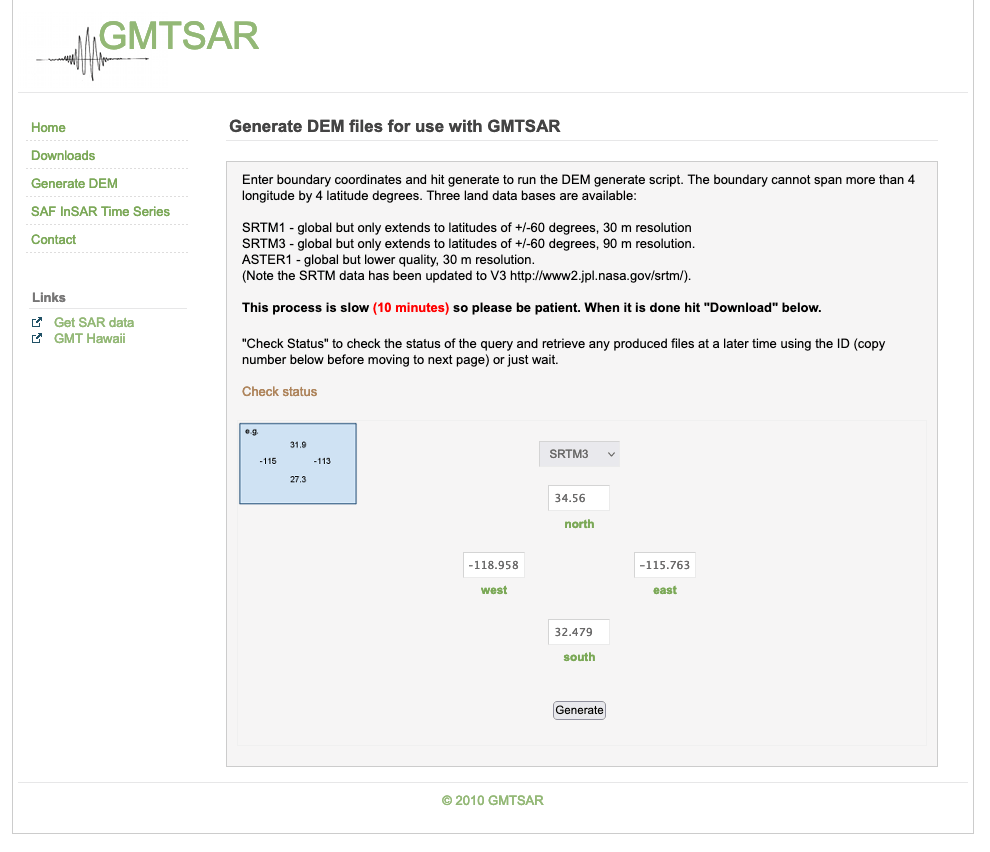 GMTSAR
Home
Downloads
Generate DEM
SAF InSAR Time Series
Contact
Links
Get SAR data
GMT Hawaii
Generate DEM files for use with GMTSAR
Enter boundary coordinates and hit generate to run the DEM generate script. The boundary cannot span more than 4
longitude by 4 latitude degrees. Three land data bases are available:
SRTM1 - global but only extends to latitudes of +/-60 degrees, 30 m resolution
SRTM3 - global but only extends to latitudes of +/-60 degrees, 90 m resolution.
ASTER1 - global but lower quality, 30 m resolution.
(Note the SRTM data has been updated to V3 http://www2.jpl.nasa.gov/srtm/).
This process is slow (10 minutes) so please be patient. When it is done hit "Download" below.
"Check Status" to check the status of the query and retrieve any produced files at a later time using the ID (copy
number below before moving to next page) or just wait.
Check status
e.g.
31.9
-115 -113
27.3
SRTM3
34.56
north
-118.958 -115.763
west east
32.479
south
Generate
© 2010 GMTSAR